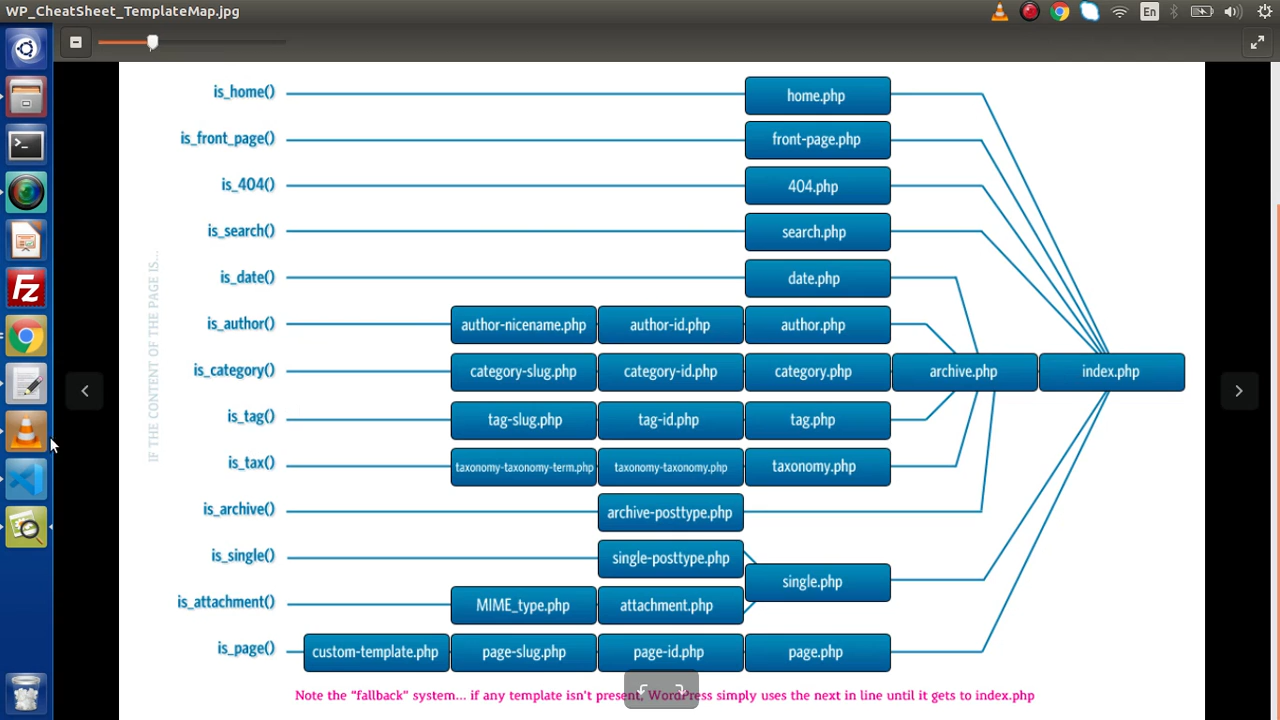 WP_CheatSheet_TemplateMap.jpg
En
is_home() home.php
is_front_page() front-page.php
is_404() 404.php
is_search() search.php
is_date() date.php
is_author() author-nicename.php author-id.php author.php
is_category() category-slug.php category-id.php category.php archive.php index.php
is_tag() tag-slug.php tag-id.php tag.php
is_tax() taxonomy-taxonomy-term.php taxonomy-taxonomy.php taxonomy.php
is_archive() archive-posttype.php
is_single() single-posttype.php
single.php
is_attachment() MIME_type.php attachment.php
is_page() custom-template.php page-slug.php page-id.php page.php
IF THE CONTENT OF THE PAGE IS...
Note the "fallback" system... if any template isn't present, WordPress simply uses the next in line until it gets to index.php
Fz